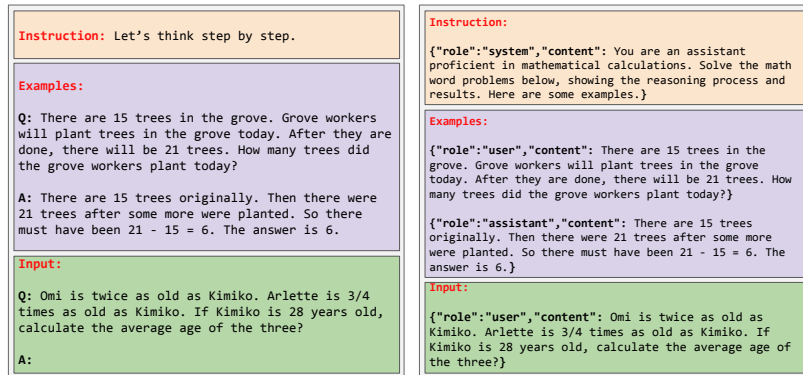 Instruction: Let's think step by step.
Examples:
Q: There are 15 trees in the grove. Grove workers
will plant trees in the grove today. After they are
done, there will be 21 trees. How many trees did
the grove workers plant today?
A: There are 15 trees originally. Then there were
21 trees after some more were planted. So there
must have been 21 - 15 = 6. The answer is 6.
Input:
Q: Omi is twice as old as Kimiko. Arlette is 3/4
times as old as Kimiko. If Kimiko is 28 years old,
calculate the average age of the three?
A:
Instruction:
{"role":"system","content": You are an assistant
proficient in mathematical calculations. Solve the math
word problems below, showing the reasoning process and
results. Here are some examples.}
Examples:
{"role":"user","content": There are 15 trees in the
grove. Grove workers will plant trees in the grove
today. After they are done, there will be 21 trees. How
many trees did the grove workers plant today?}
{"role":"assistant","content": There are 15 trees
originally. Then there were 21 trees after some more
were planted. So there must have been 21 - 15 = 6. The
answer is 6.}
Input:
{"role":"user","content": Omi is twice as old as
Kimiko. Arlette is 3/4 times as old as Kimiko. If
Kimiko is 28 years old, calculate the average age of
the three?}